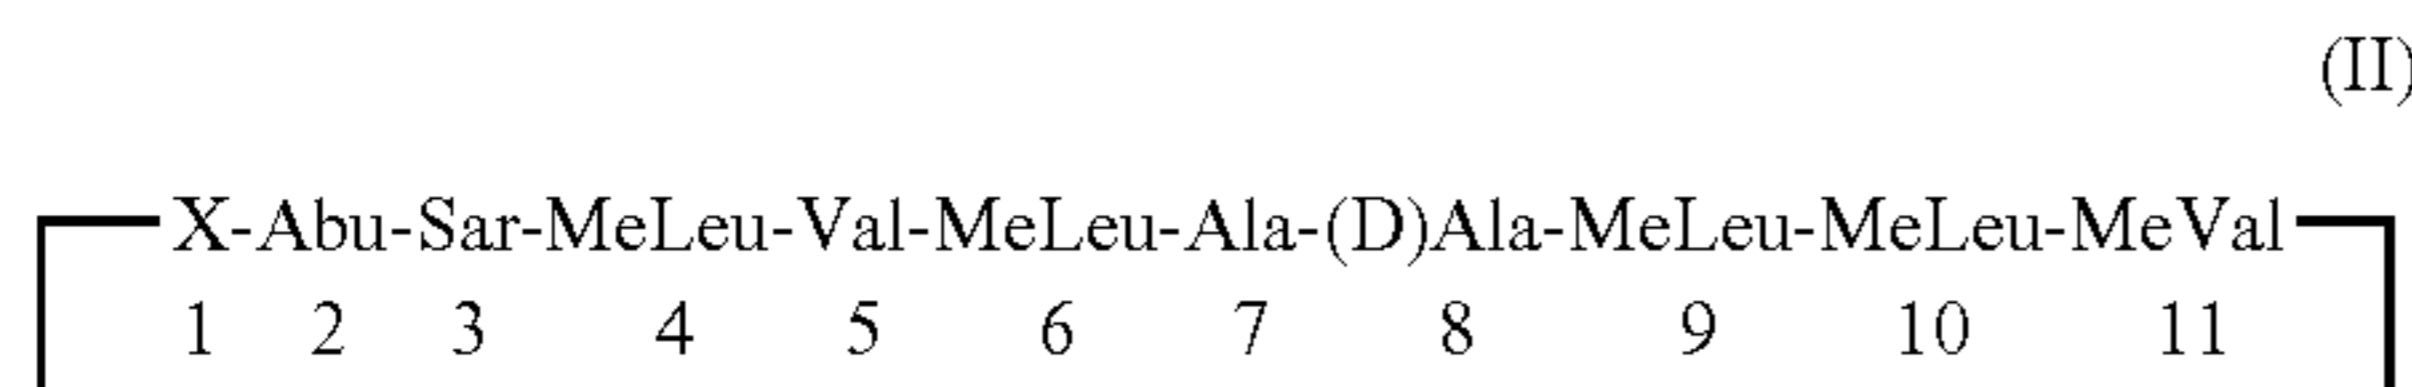 (II)
X-Abu-Sar-MeLeu-Val-MeLeu-Ala-(D)Ala-MeLeu-MeLeu-MeVal
1 2 3 4 5 6 7 8 9 10 11